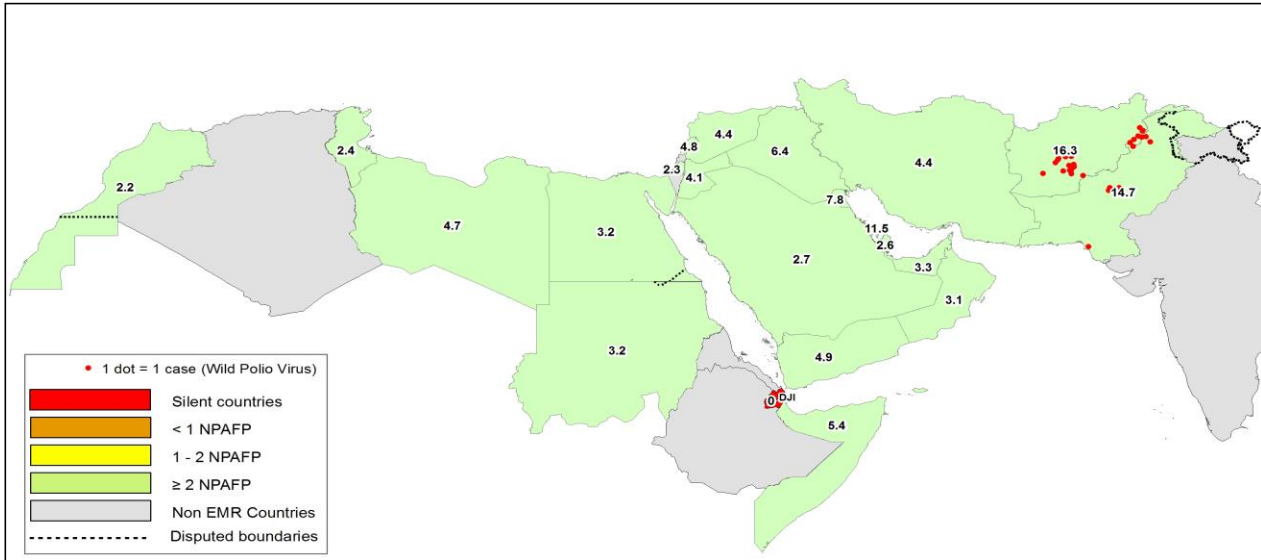 16.3
4.4
4.8
6.4
4.4
2.4
2.3
4.1
2.2
14.7
7.8
4.7
3.2
11.5
2.6
2.7
3.3
3.1
3.2
4.9
0 DJI
5.4
1 dot = 1 case (Wild Polio Virus)
Silent countries
< 1 NPAFP
1 - 2 NPAFP
≥ 2 NPAFP
Non EMR Countries
Disputed boundaries